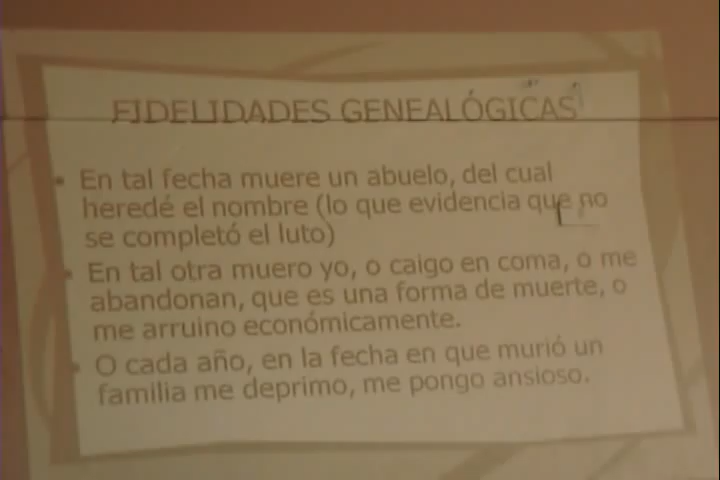 FIDELIDADES GENEALÓGICAS
• En tal fecha muere un abuelo, del cual
heredé el nombre (lo que evidencia que no
se completó el luto)
• En tal otra muero yo, o caigo en coma, o me
abandonan, que es una forma de muerte, o
me arruino económicamente.
• O cada año, en la fecha en que murió un
familia me deprimo, me pongo ansioso.